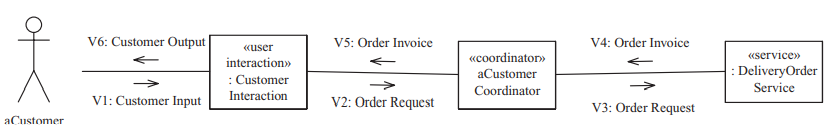 V6: Customer Output
V1: Customer Input
aCustomer
«user
interaction»
: Customer
Interaction
V5: Order Invoice
V2: Order Request
«coordinator»
aCustomer
Coordinator
V4: Order Invoice
V3: Order Request
«service»
: DeliveryOrder
Service